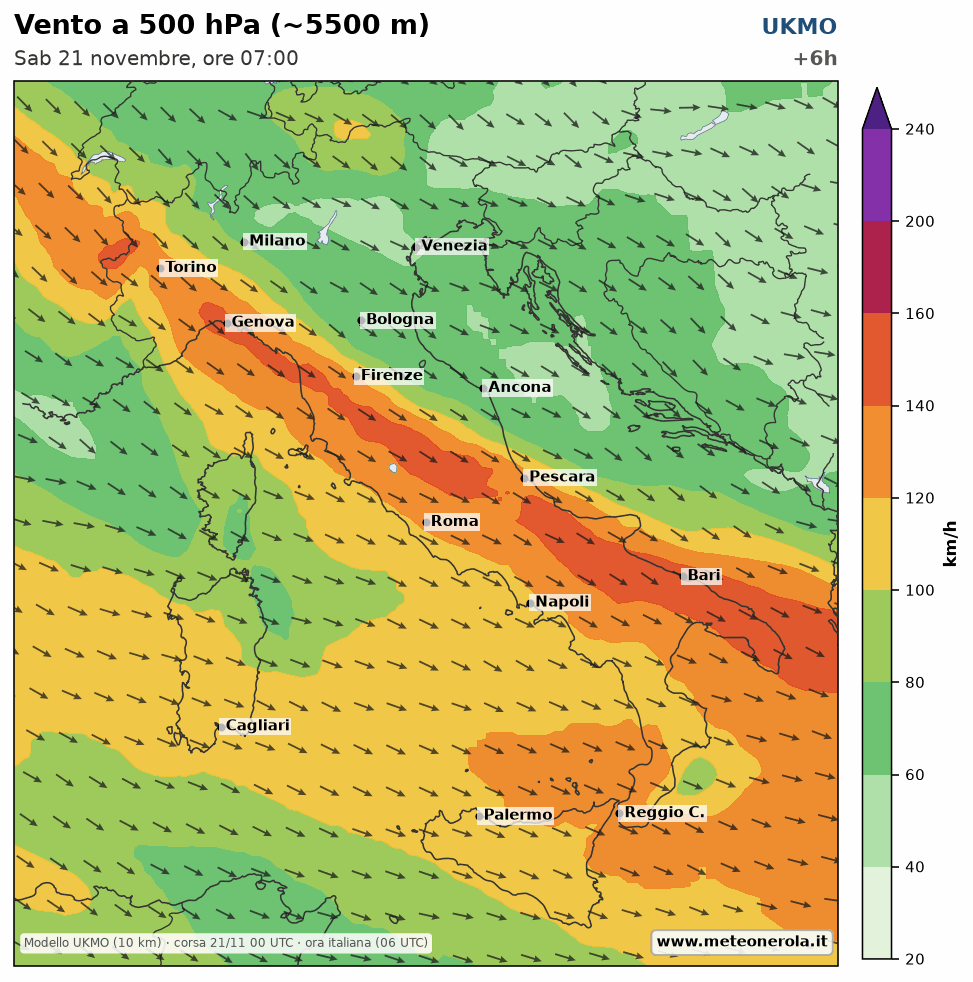 Vento a 500 hPa (~5500 m)
UKMO
Sab 21 novembre, ore 07:00
+6h
Milano
Venezia
Torino
Genova
Bologna
Firenze
Ancona
Pescara
Roma
Bari
Napoli
Cagliari
Palermo
Reggio C.
Modello UKMO (10 km) · corsa 21/11 00 UTC · ora italiana (06 UTC)
www.meteonerola.it
240
200
160
140
120
100
80
60
40
20
km/h